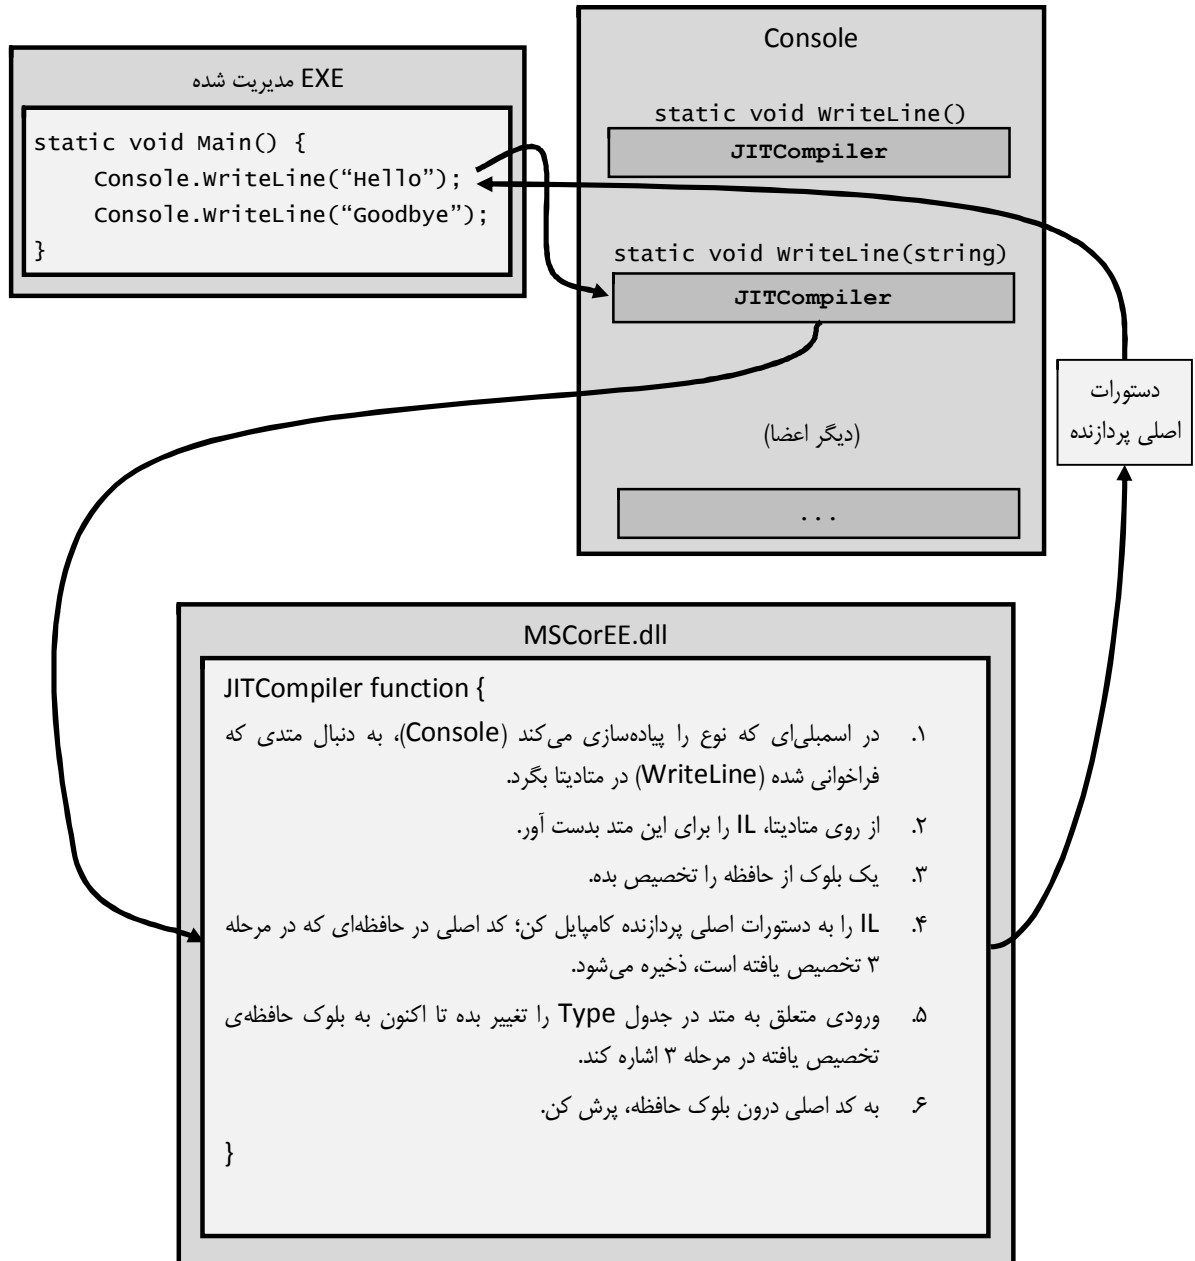 EXE مدیریت شده
static void Main() {
Console.WriteLine(“Hello”);
Console.WriteLine(“Goodbye”);
}
Console
static void WriteLine()
JITCompiler
static void WriteLine(string)
JITCompiler
(دیگر اعضا)
...
دستورات
اصلی پردازنده
MSCorEE.dll
JITCompiler function {
۱. در اسمبلی‌ای که نوع را پیاده‌سازی می‌کند (Console)، به دنبال متدی که
فراخوانی شده (WriteLine) در متادیتا بگرد.
۲. از روی متادیتا، IL را برای این متد بدست آور.
۳. یک بلوک از حافظه را تخصیص بده.
۴. IL را به دستورات اصلی پردازنده کامپایل کن؛ کد اصلی در حافظه‌ای که در مرحله
۳ تخصیص یافته است، ذخیره می‌شود.
۵. ورودی متعلق به متد در جدول Type را تغییر بده تا اکنون به بلوک حافظه‌ی
تخصیص یافته در مرحله ۳ اشاره کند.
۶. به کد اصلی درون بلوک حافظه، پرش کن.
}